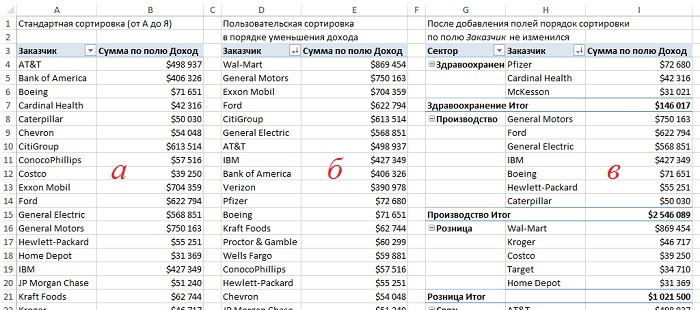 A B C D E F G H I
1 Стандартная сортировка (от А до Я) Пользовательская сортировка После добавления полей порядок сортировки
2 в порядке уменьшения дохода по полю Заказчик не изменился
3 Заказчик Сумма по полю Доход Заказчик Сумма по полю Доход Сектор Заказчик Сумма по полю Доход
4 AT&T $498 937 Wal-Mart $869 454 Здравоохранен Pfizer $72 680
5 Bank of America $406 326 General Motors $750 163 Cardinal Health $42 316
6 Boeing $71 651 Exxon Mobil $704 359 McKesson $31 021
7 Cardinal Health $42 316 Ford $622 794 Здравоохранение Итог $146 017
8 Caterpillar $50 030 CitiGroup $613 514 Производство General Motors $750 163
9 Chevron $54 048 General Electric $568 851 Ford $622 794
10 CitiGroup $613 514 AT&T $498 937 General Electric $568 851
11 ConocoPhillips $57 516 IBM $427 349 IBM $427 349
12 Costco $39 250 Bank of America $406 326 Boeing $71 651
а б в
13 Exxon Mobil $704 359 Verizon $390 978 Hewlett-Packard $55 251
14 Ford $622 794 Pfizer $72 680 Caterpillar $50 030
15 General Electric $568 851 Boeing $71 651 Производство Итог $2 546 089
16 General Motors $750 163 Kraft Foods $62 744 Розница Wal-Mart $869 454
17 Hewlett-Packard $55 251 Proctor & Gamble $60 299 Kroger $46 717
18 Home Depot $31 369 Wells Fargo $59 881 Costco $39 250
19 IBM $427 349 ConocoPhillips $57 516 Target $34 710
20 JP Morgan Chase $51 240 Hewlett-Packard $55 251 Home Depot $31 369
21 Kraft Foods $62 744 Chevron $54 048 Розница Итог $1 021 500